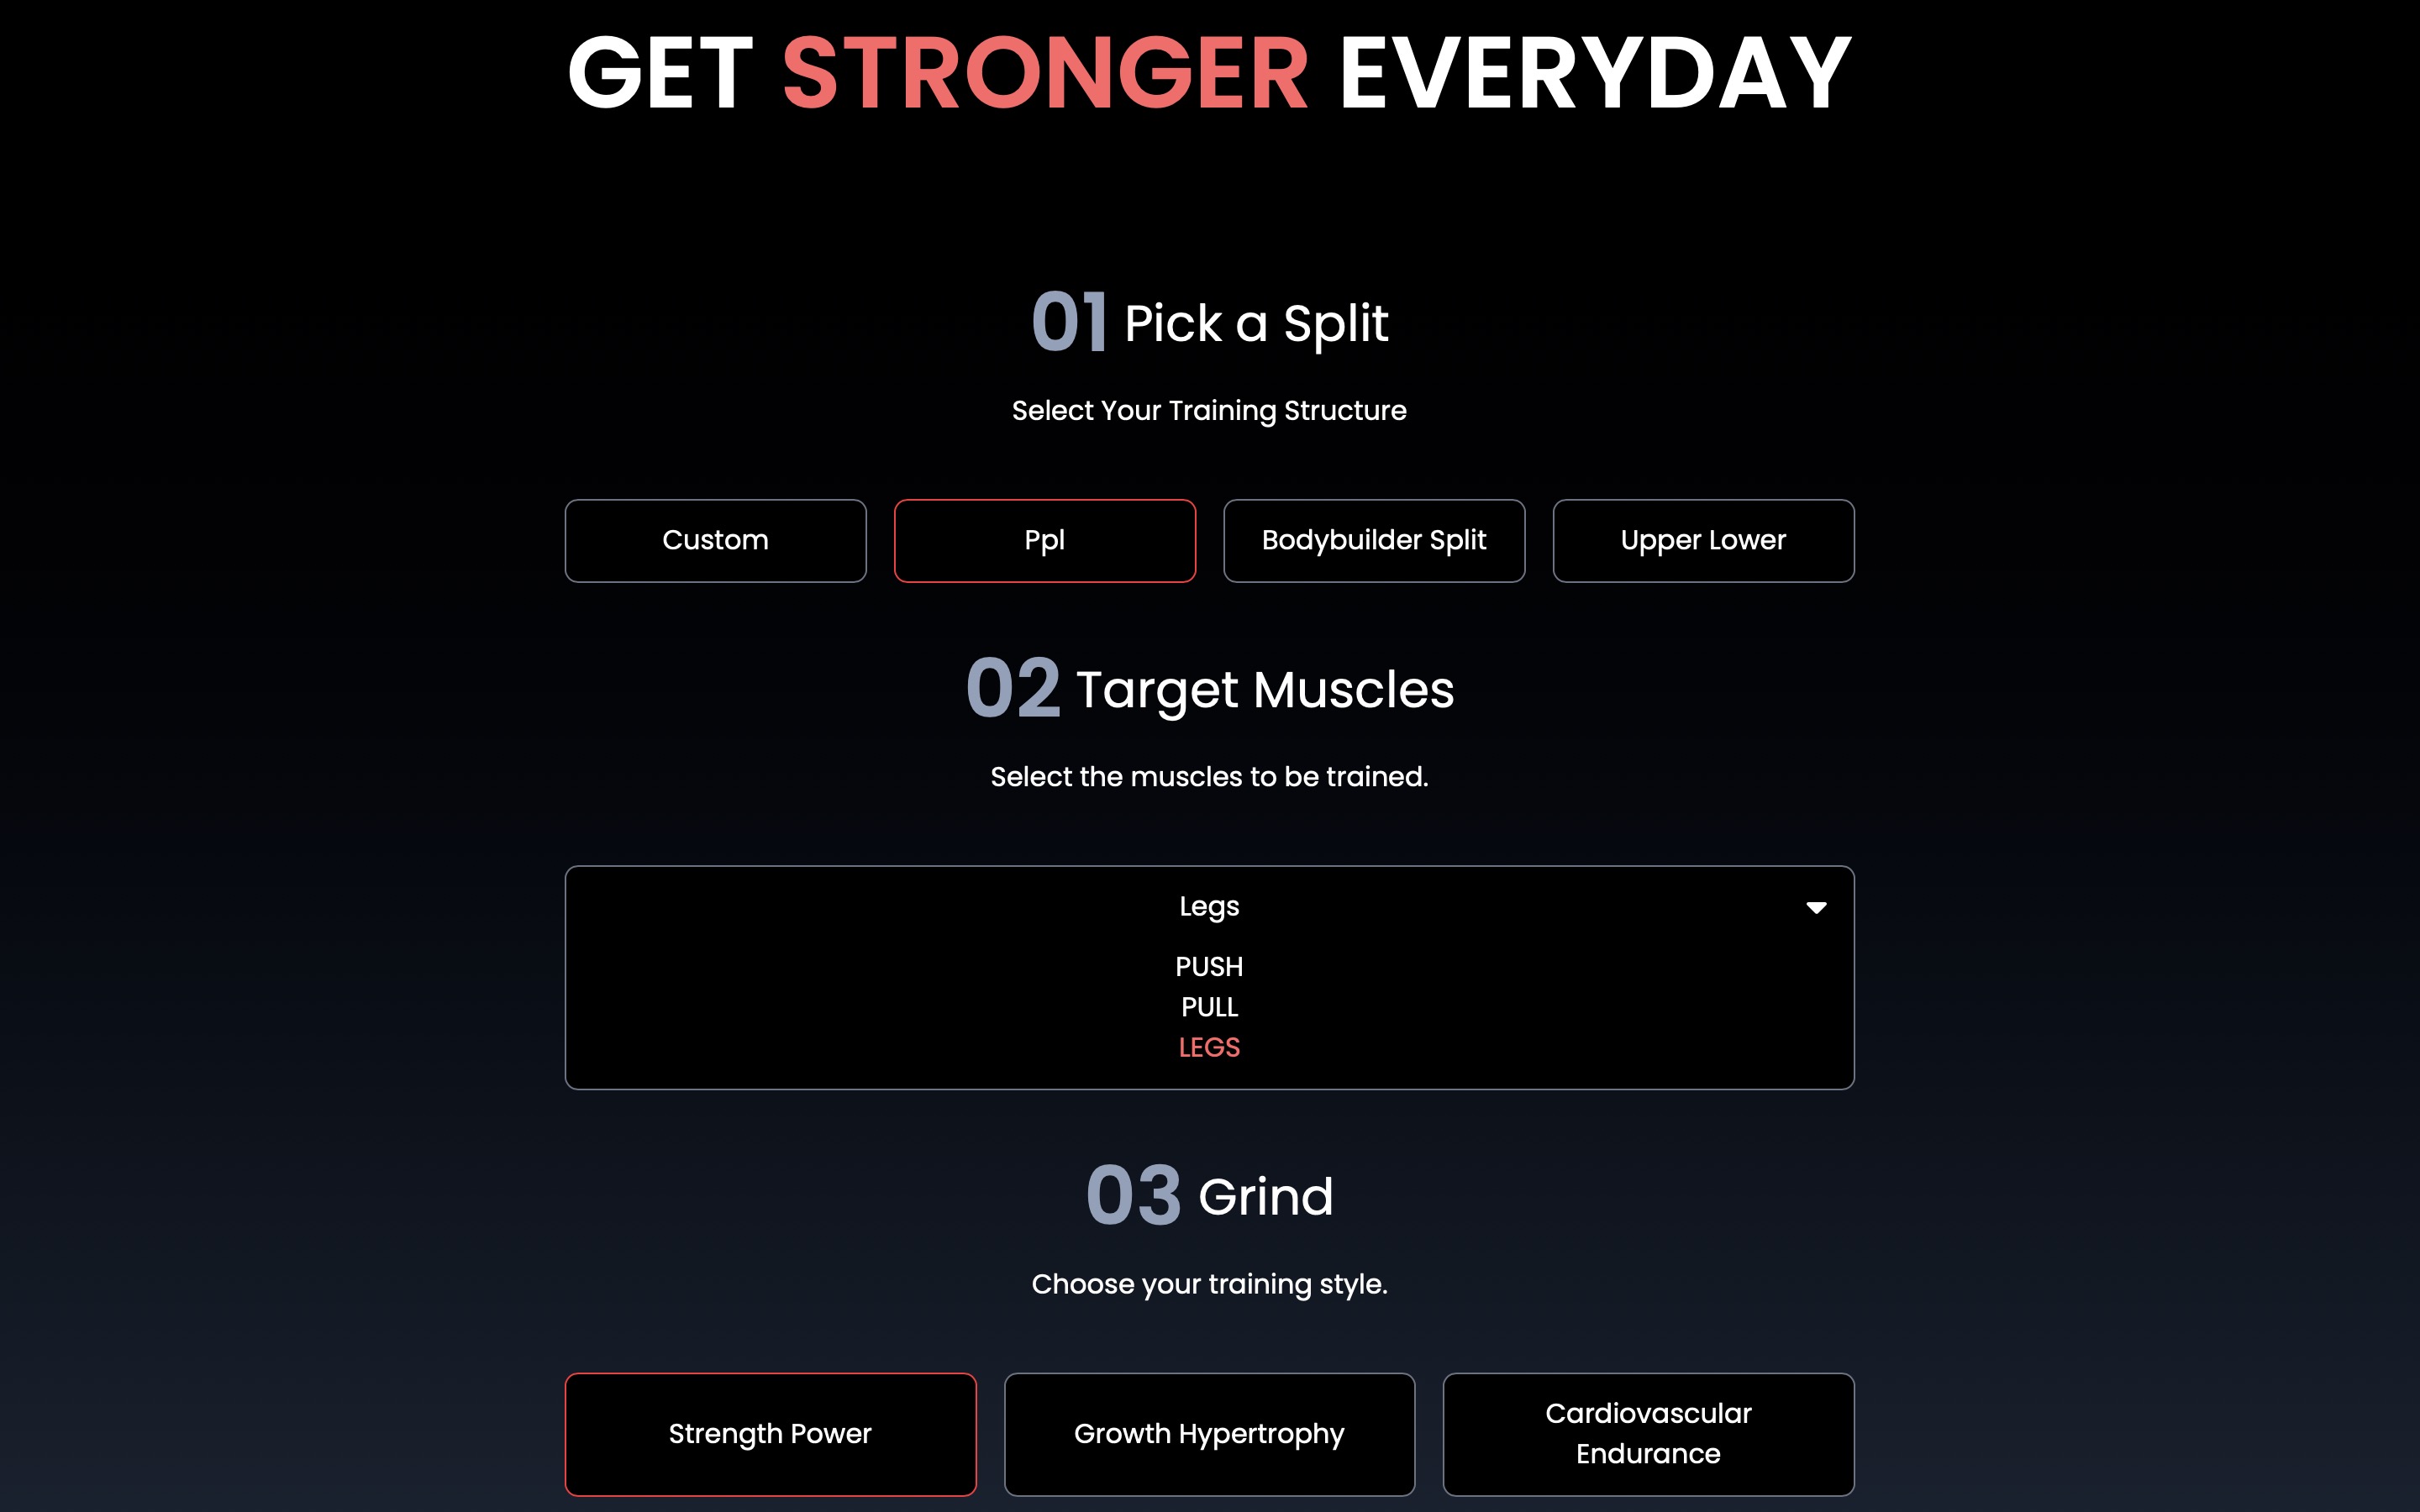 GET STRONGER EVERYDAY
01 Pick a Split
Select Your Training Structure
Custom
Ppl
Bodybuilder Split
Upper Lower
02 Target Muscles
Select the muscles to be trained.
Legs
PUSH
PULL
LEGS
03 Grind
Choose your training style.
Strength Power
Growth Hypertrophy
Cardiovascular
Endurance